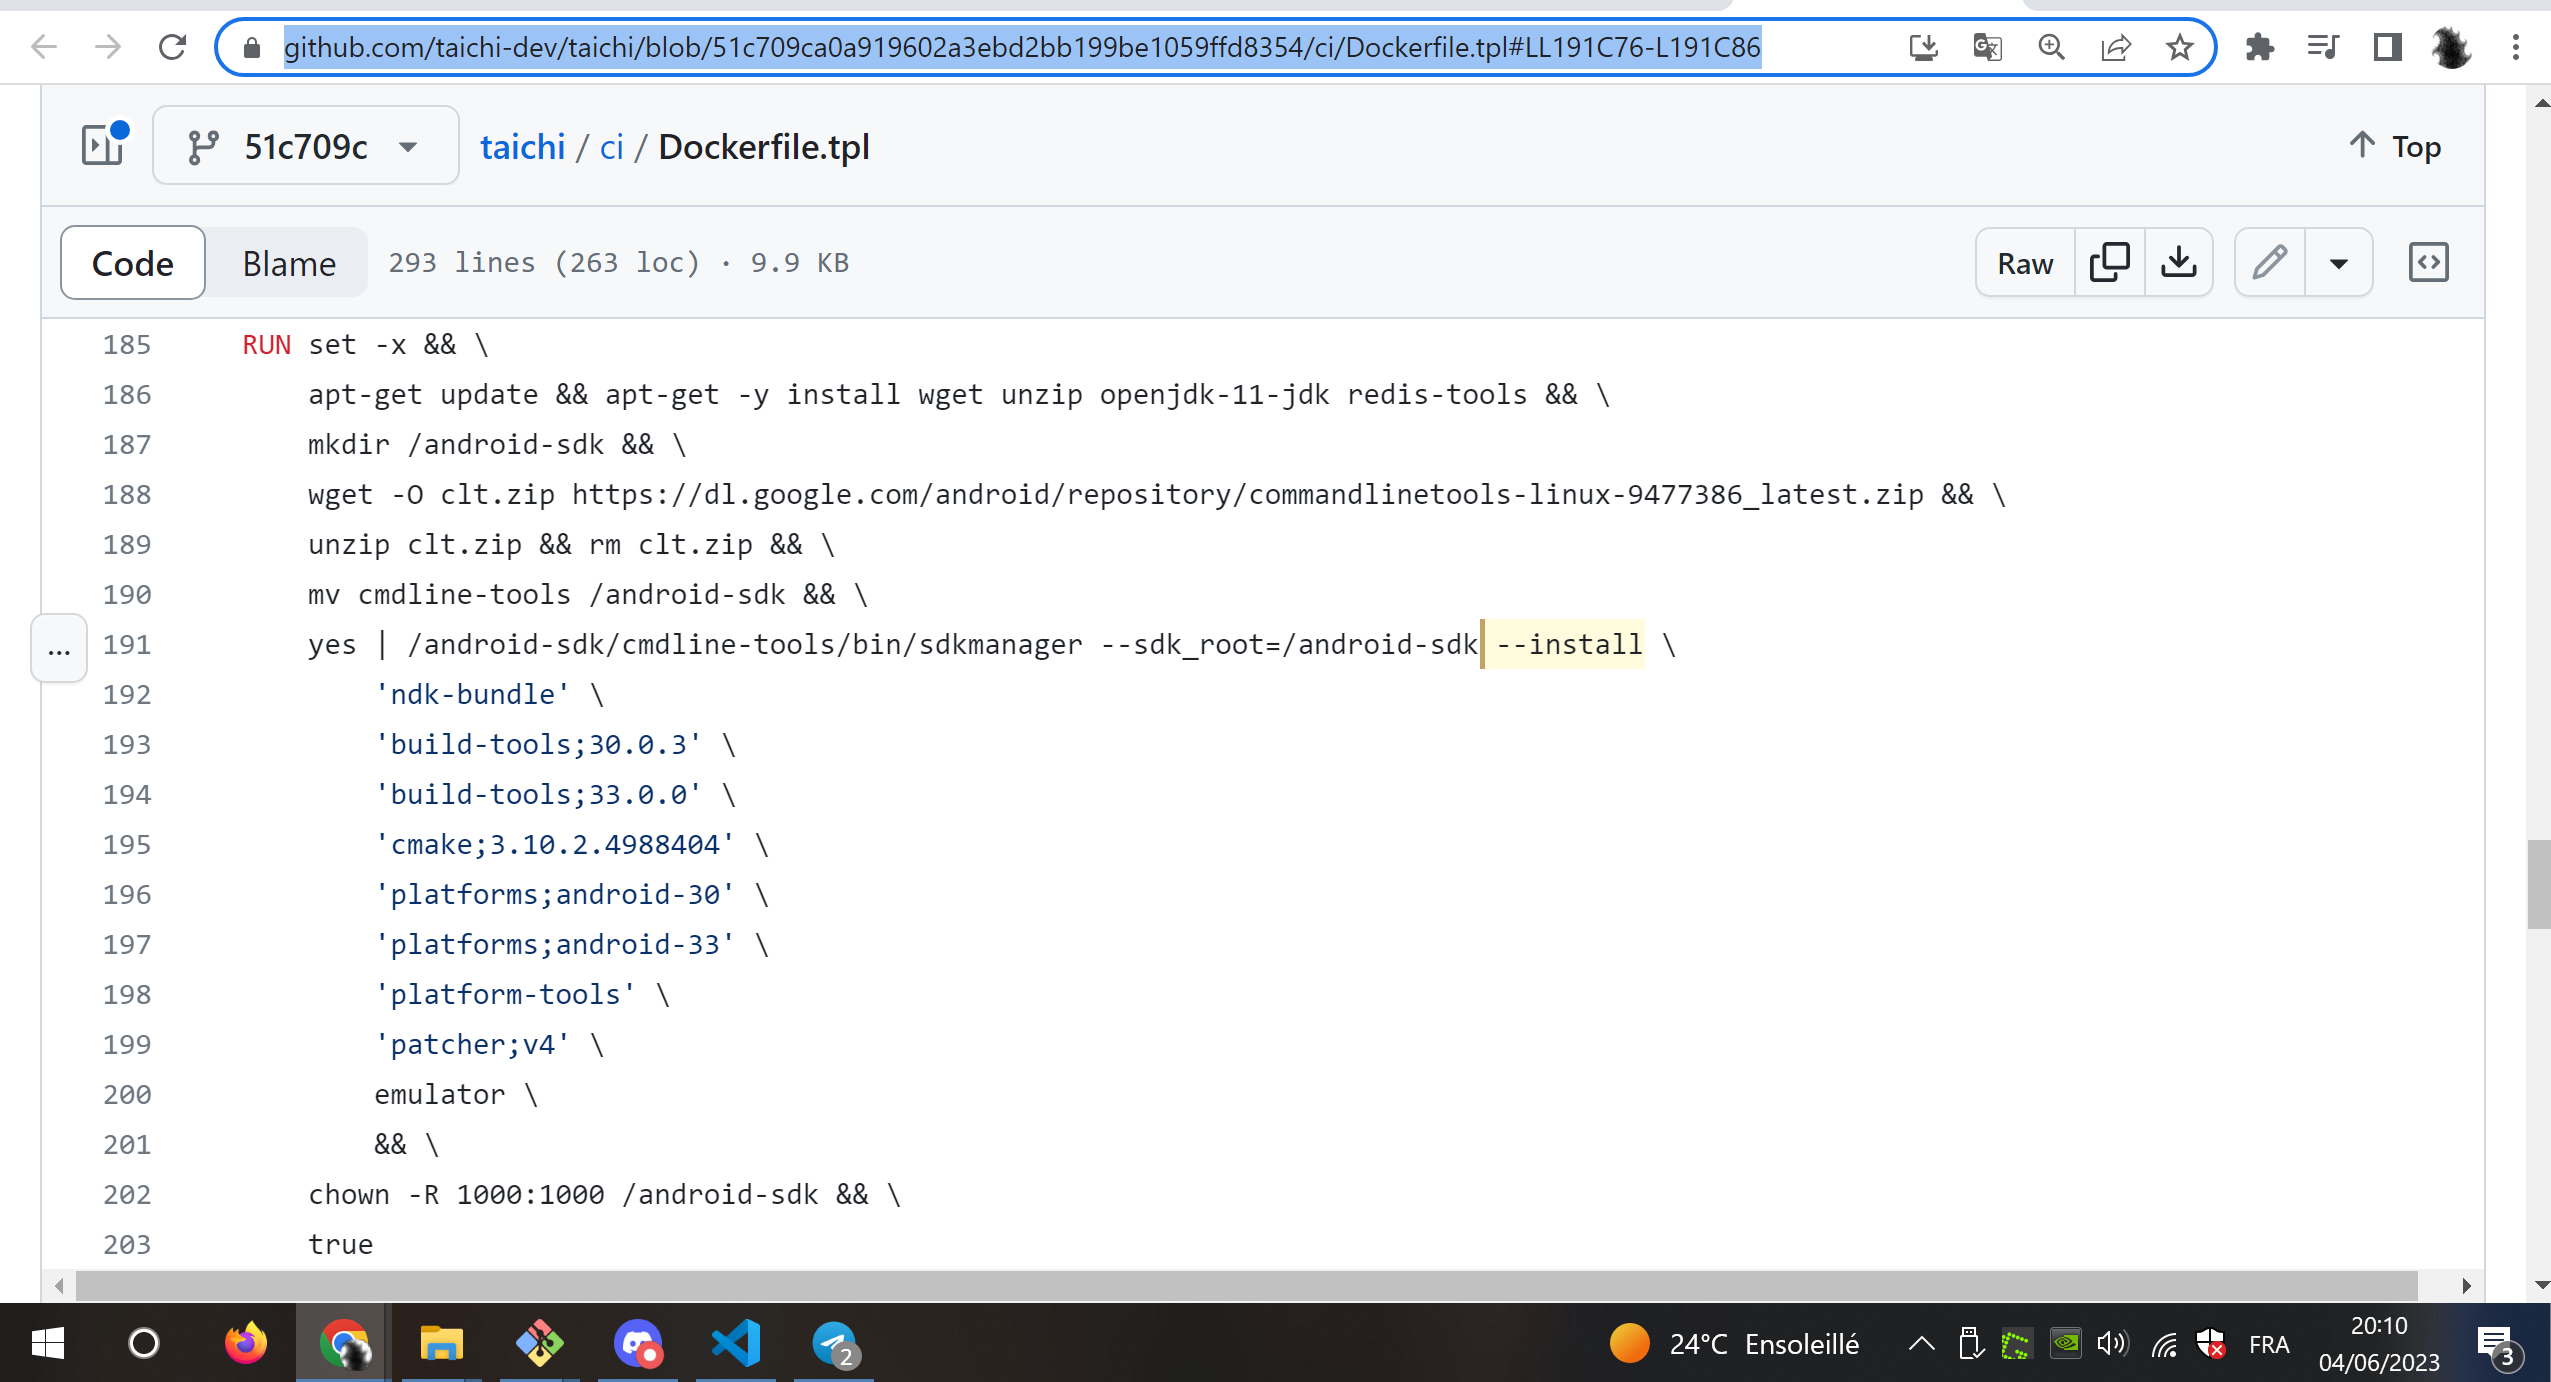 github.com/taichi-dev/taichi/blob/51c709ca0a919602a3ebd2bb199be1059ffd8354/ci/Dockerfile.tpl#LL191C76-L191C86
51c709c taichi / ci / Dockerfile.tpl Top
Code Blame 293 lines (263 loc) · 9.9 KB Raw
185 RUN set -x && \
186 apt-get update && apt-get -y install wget unzip openjdk-11-jdk redis-tools && \
187 mkdir /android-sdk && \
188 wget -O clt.zip https://dl.google.com/android/repository/commandlinetools-linux-9477386_latest.zip && \
189 unzip clt.zip && rm clt.zip && \
190 mv cmdline-tools /android-sdk && \
... 191 yes | /android-sdk/cmdline-tools/bin/sdkmanager --sdk_root=/android-sdk --install \
192 'ndk-bundle' \
193 'build-tools;30.0.3' \
194 'build-tools;33.0.0' \
195 'cmake;3.10.2.4988404' \
196 'platforms;android-30' \
197 'platforms;android-33' \
198 'platform-tools' \
199 'patcher;v4' \
200 emulator \
201 && \
202 chown -R 1000:1000 /android-sdk && \
203 true
2 24°C Ensoleillé FRA 20:10 3
04/06/2023